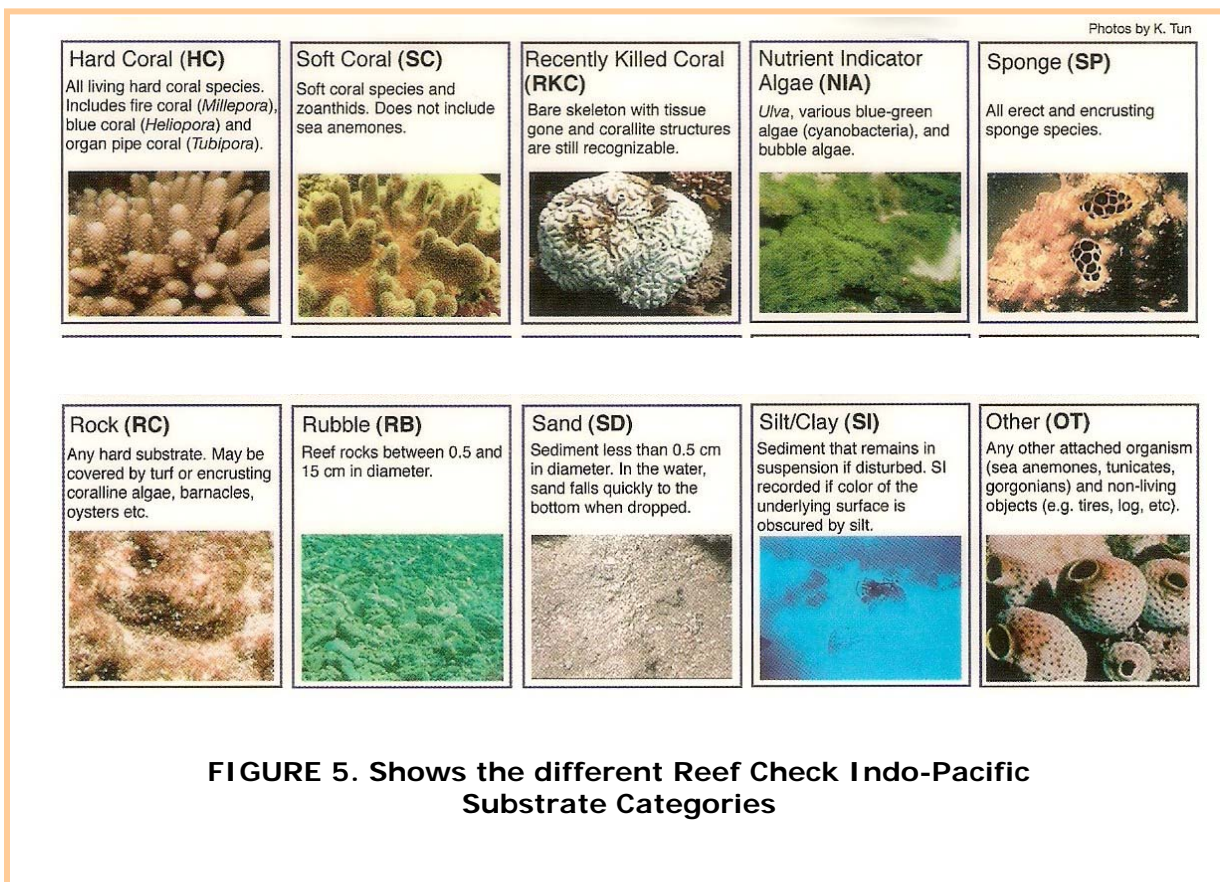 Photos by K. Tun
Hard Coral (HC)
All living hard coral species.
Includes fire coral (Millepora),
blue coral (Heliopora) and
organ pipe coral (Tubipora).
Soft Coral (SC)
Soft coral species and
zoanthids. Does not include
sea anemones.
Recently Killed Coral
(RKC)
Bare skeleton with tissue
gone and corallite structures
are still recognizable.
Nutrient Indicator
Algae (NIA)
Ulva, various blue-green
algae (cyanobacteria), and
bubble algae.
Sponge (SP)
All erect and encrusting
sponge species.
Rock (RC)
Any hard substrate. May be
covered by turf or encrusting
coralline algae, barnacles,
oysters etc.
Rubble (RB)
Reef rocks between 0.5 and
15 cm in diameter.
Sand (SD)
Sediment less than 0.5 cm
in diameter. In the water,
sand falls quickly to the
bottom when dropped.
Silt/Clay (SI)
Sediment that remains in
suspension if disturbed. SI
recorded if color of the
underlying surface is
obscured by silt.
Other (OT)
Any other attached organism
(sea anemones, tunicates,
gorgonians) and non-living
objects (e.g. tires, log, etc).
FIGURE 5. Shows the different Reef Check Indo-Pacific
Substrate Categories